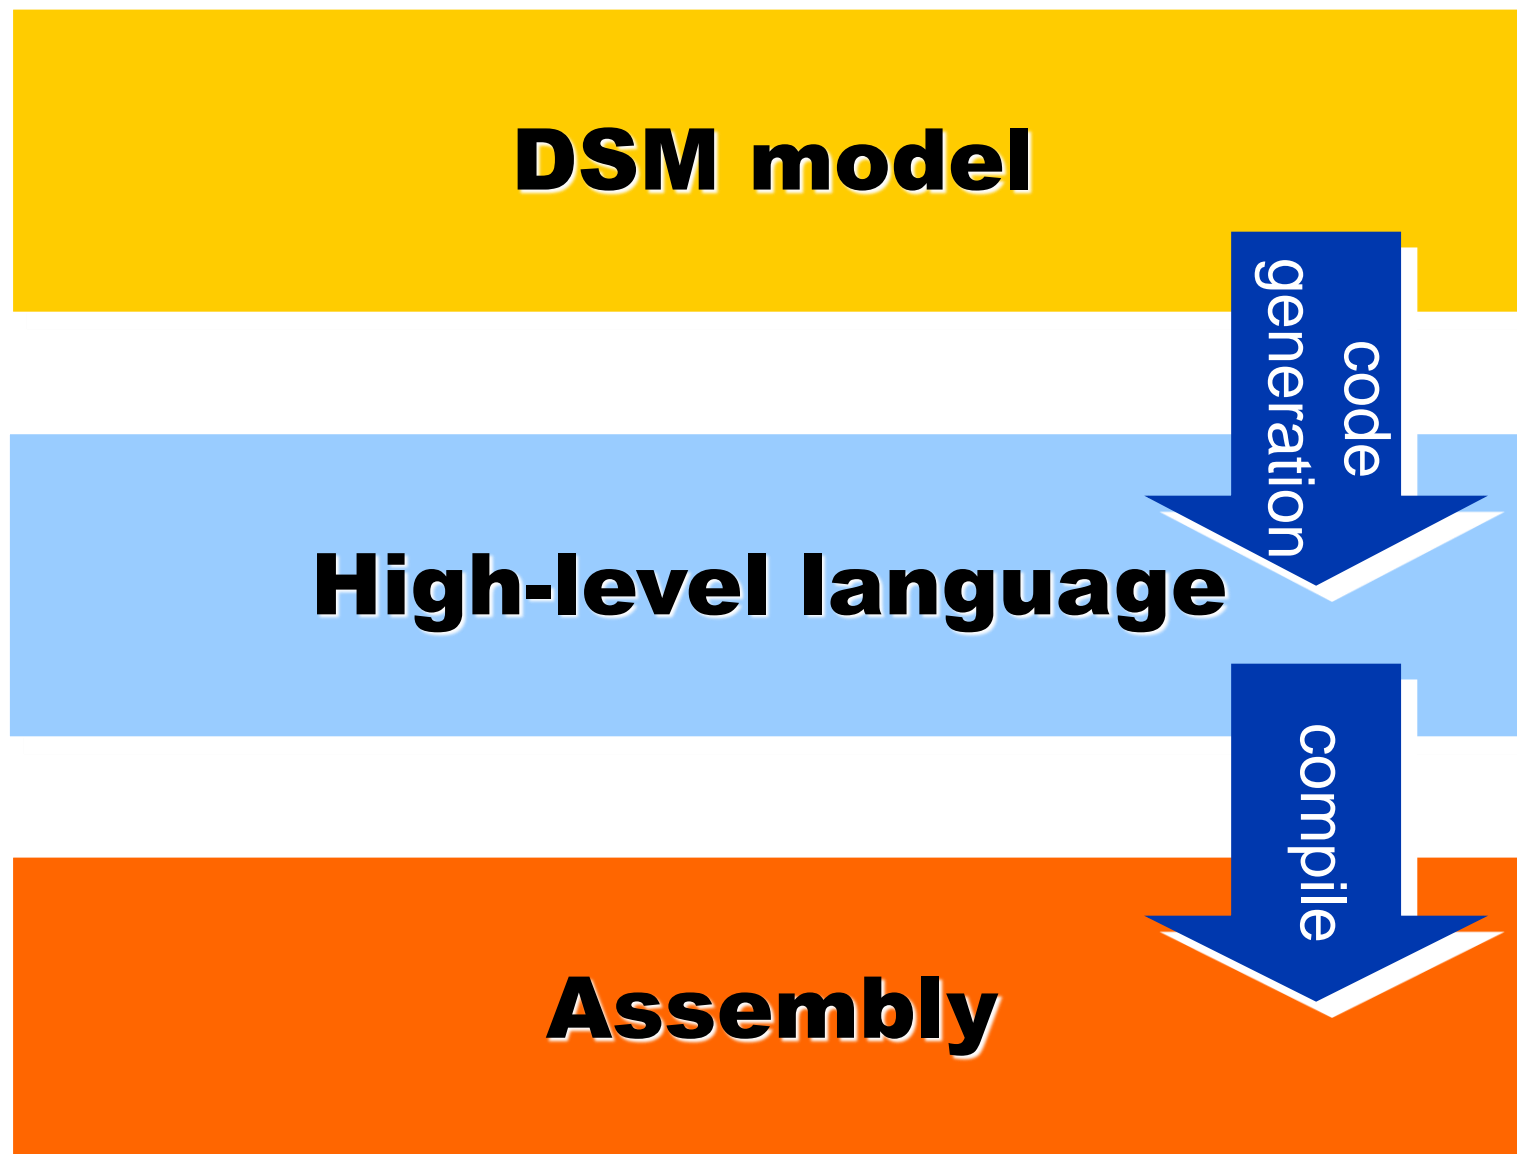 DSM model
code
generation
High-level language
compile
Assembly